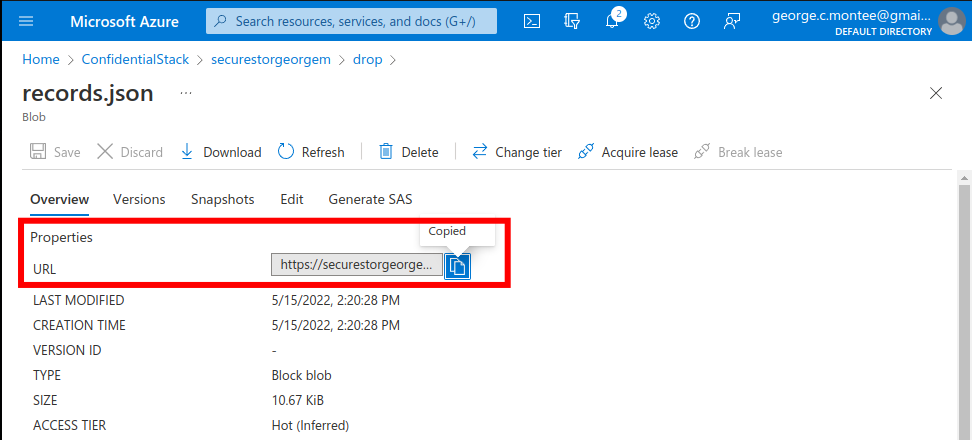 Microsoft Azure
Search resources, services, and docs (G+/)
2
george.c.montee@gmai...
DEFAULT DIRECTORY
Home > ConfidentialStack > securestorgeorgem > drop >
records.json ...
Blob
Save Discard Download Refresh Delete Change tier Acquire lease Break lease
Overview Versions Snapshots Edit Generate SAS
Properties
Copied
URL https://securestorgeorge...
LAST MODIFIED 5/15/2022, 2:20:28 PM
CREATION TIME 5/15/2022, 2:20:28 PM
VERSION ID -
TYPE Block blob
SIZE 10.67 KiB
ACCESS TIER Hot (Inferred)